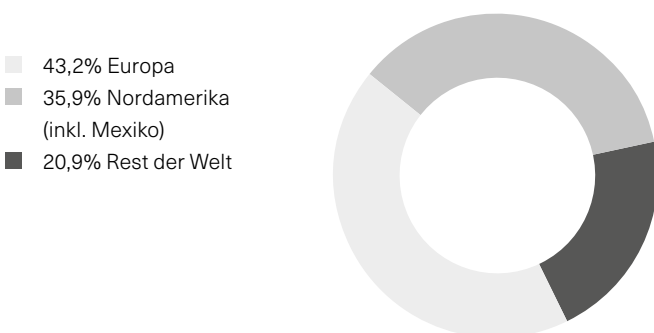 43,2% Europa
35,9% Nordamerika
(inkl. Mexiko)
20,9% Rest der Welt